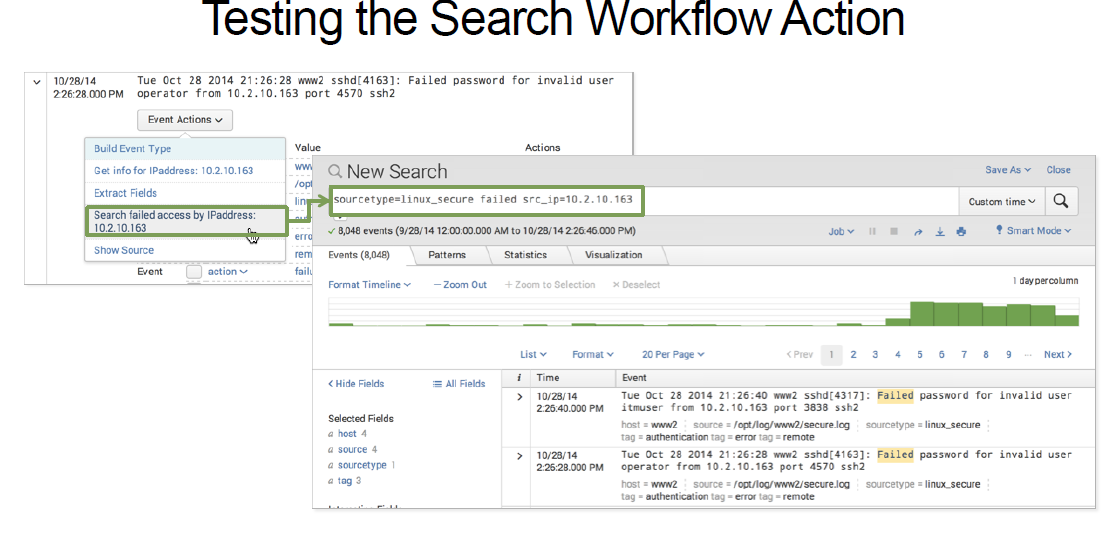 Testing the Search Workflow Action
10/28/14
2:26:28.000 PM
Tue Oct 28 2014 21:26:28 www2 sshd[4163]: Failed password for invalid user
operator from 10.2.10.163 port 4570 ssh2
Event Actions
Build Event Type
Get info for IPaddress: 10.2.10.163
Extract Fields
Search failed access by IPaddress:
10.2.10.163
Show Source
Value
Actions
www
/opt
linu
erro
rem
Event
action
failu
New Search
Save As
Close
sourcetype=linux_secure failed src_ip=10.2.10.163
Custom time
8,048 events (9/28/14 12:00:00.000 AM to 10/28/14 2:26:46.000 PM)
Job
Smart Mode
Events (8,048)
Patterns
Statistics
Visualization
Format Timeline
– Zoom Out
+ Zoom to Selection
× Deselect
1 day per column
List
Format
20 Per Page
< Prev 1 2 3 4 5 6 7 8 9 ... Next >
< Hide Fields
All Fields
i
Time
Event
Selected Fields
a host 4
a source 4
a sourcetype 1
a tag 3
10/28/14
2:26:40.000 PM
Tue Oct 28 2014 21:26:40 www2 sshd[4317]: Failed password for invalid user
itmuser from 10.2.10.163 port 3838 ssh2
host = www2 source = /opt/log/www2/secure.log sourcetype = linux_secure
tag = authentication tag = error tag = remote
10/28/14
2:26:28.000 PM
Tue Oct 28 2014 21:26:28 www2 sshd[4163]: Failed password for invalid user
operator from 10.2.10.163 port 4570 ssh2
host = www2 source = /opt/log/www2/secure.log sourcetype = linux_secure
tag = authentication tag = error tag = remote